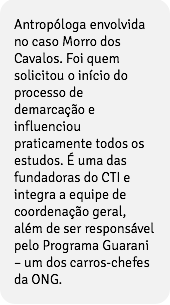 Antropóloga envolvida
no caso Morro dos
Cavalos. Foi quem
solicitou o início do
processo de
demarcação e
influenciou
praticamente todos os
estudos. É uma das
fundadoras do CTI e
integra a equipe de
coordenação geral,
além de ser responsável
pelo Programa Guarani
– um dos carros-chefes
da ONG.